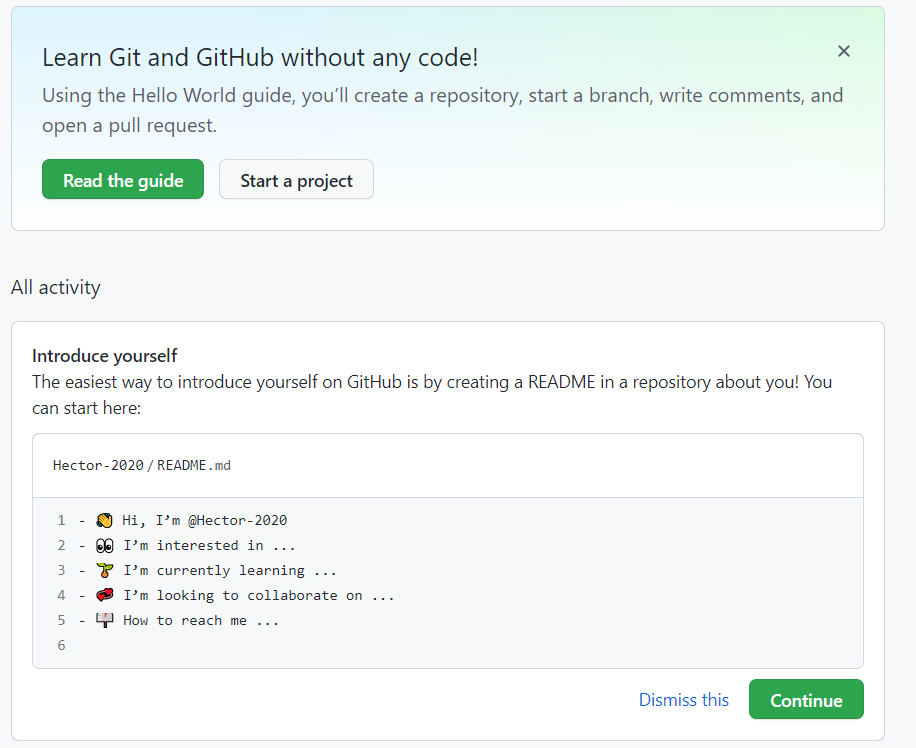 Learn Git and GitHub without any code!
Using the Hello World guide, you’ll create a repository, start a branch, write comments, and
open a pull request.
Read the guide Start a project
All activity
Introduce yourself
The easiest way to introduce yourself on GitHub is by creating a README in a repository about you! You
can start here:
Hector-2020/README.md
1 - 👋 Hi, I’m @Hector-2020
2 - 👀 I’m interested in ...
3 - 🌱 I’m currently learning ...
4 - 💞️ I’m looking to collaborate on ...
5 - 📫 How to reach me ...
6
Dismiss this Continue